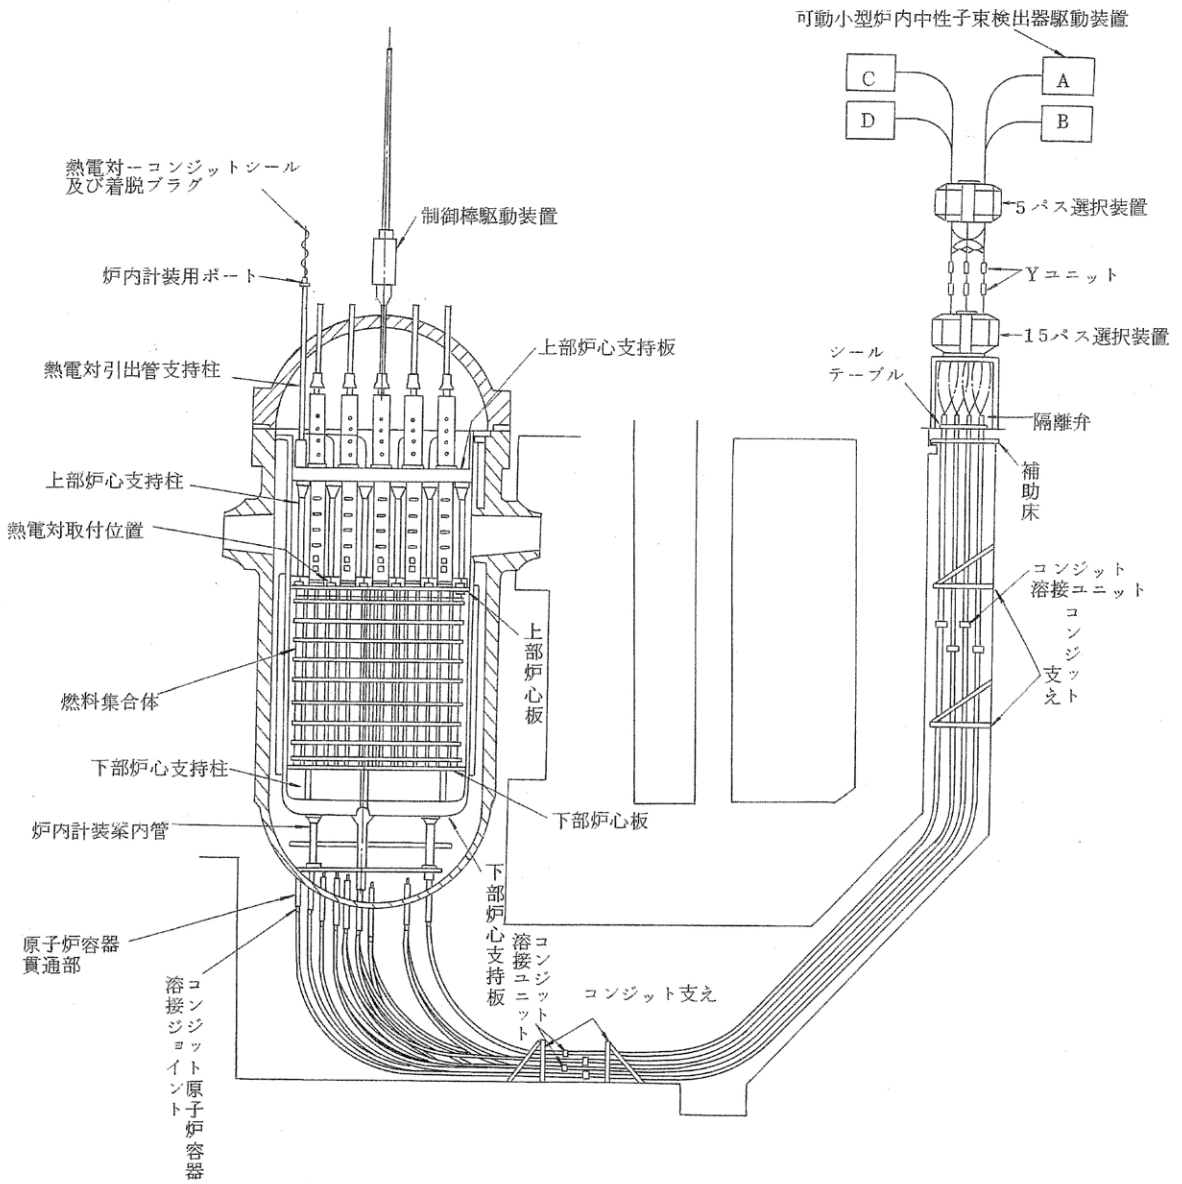 可動小型炉内中性子束検出器駆動装置
C
A
D
B
5パス選択装置
Yユニット
15パス選択装置
シール
テーブル
隔離弁
補助床
コンジット
溶接ユニット
コンジット
支え
熱電対ーコンジットシール
及び着脱プラグ
制御棒駆動装置
炉内計装用ポート
上部炉心支持板
熱電対引出管支持柱
上部炉心支持柱
熱電対取付位置
上部炉心板
燃料集合体
下部炉心支持柱
下部炉心板
炉内計装案内管
下部炉心支持板
原子炉容器
貫通部
コンジット原子炉容器
溶接ジョイント
コンジット
溶接ユニット
コンジット支え